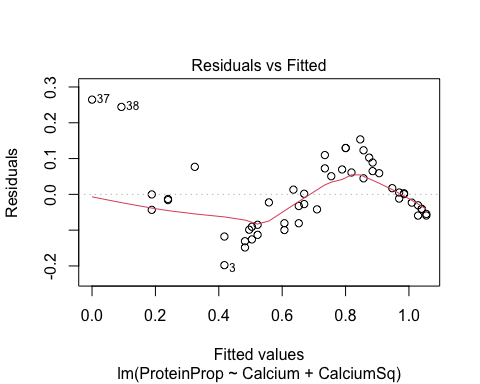 Residuals vs Fitted
Residuals
0.3
0.2
0.1
0.0
-0.2
37
38
3
0.0 0.2 0.4 0.6 0.8 1.0
Fitted values
lm(ProteinProp ~ Calcium + CalciumSq)